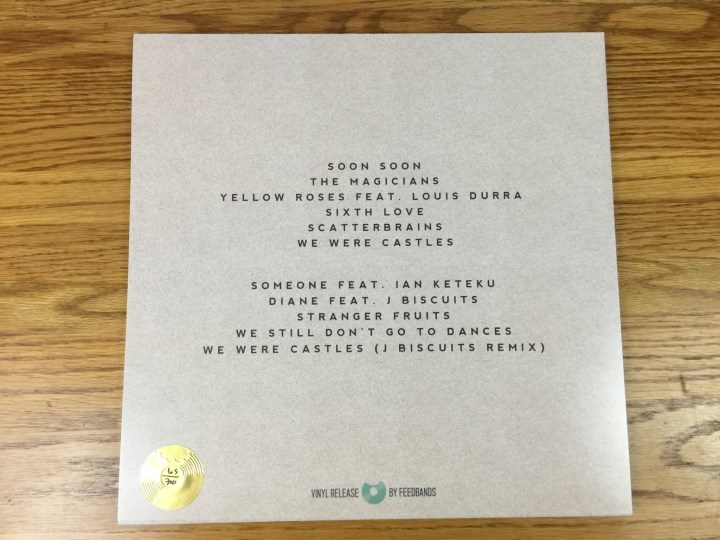 SOON SOON
THE MAGICIANS
YELLOW ROSES FEAT. LOUIS DURRA
SIXTH LOVE
SCATTERBRAINS
WE WERE CASTLES
SOMEONE FEAT. IAN KETEKU
DIANE FEAT. J BISCUITS
STRANGER FRUITS
WE STILL DON'T GO TO DANCES
WE WERE CASTLES (J BISCUITS REMIX)
VINYL RELEASE BY FEEDBANDS